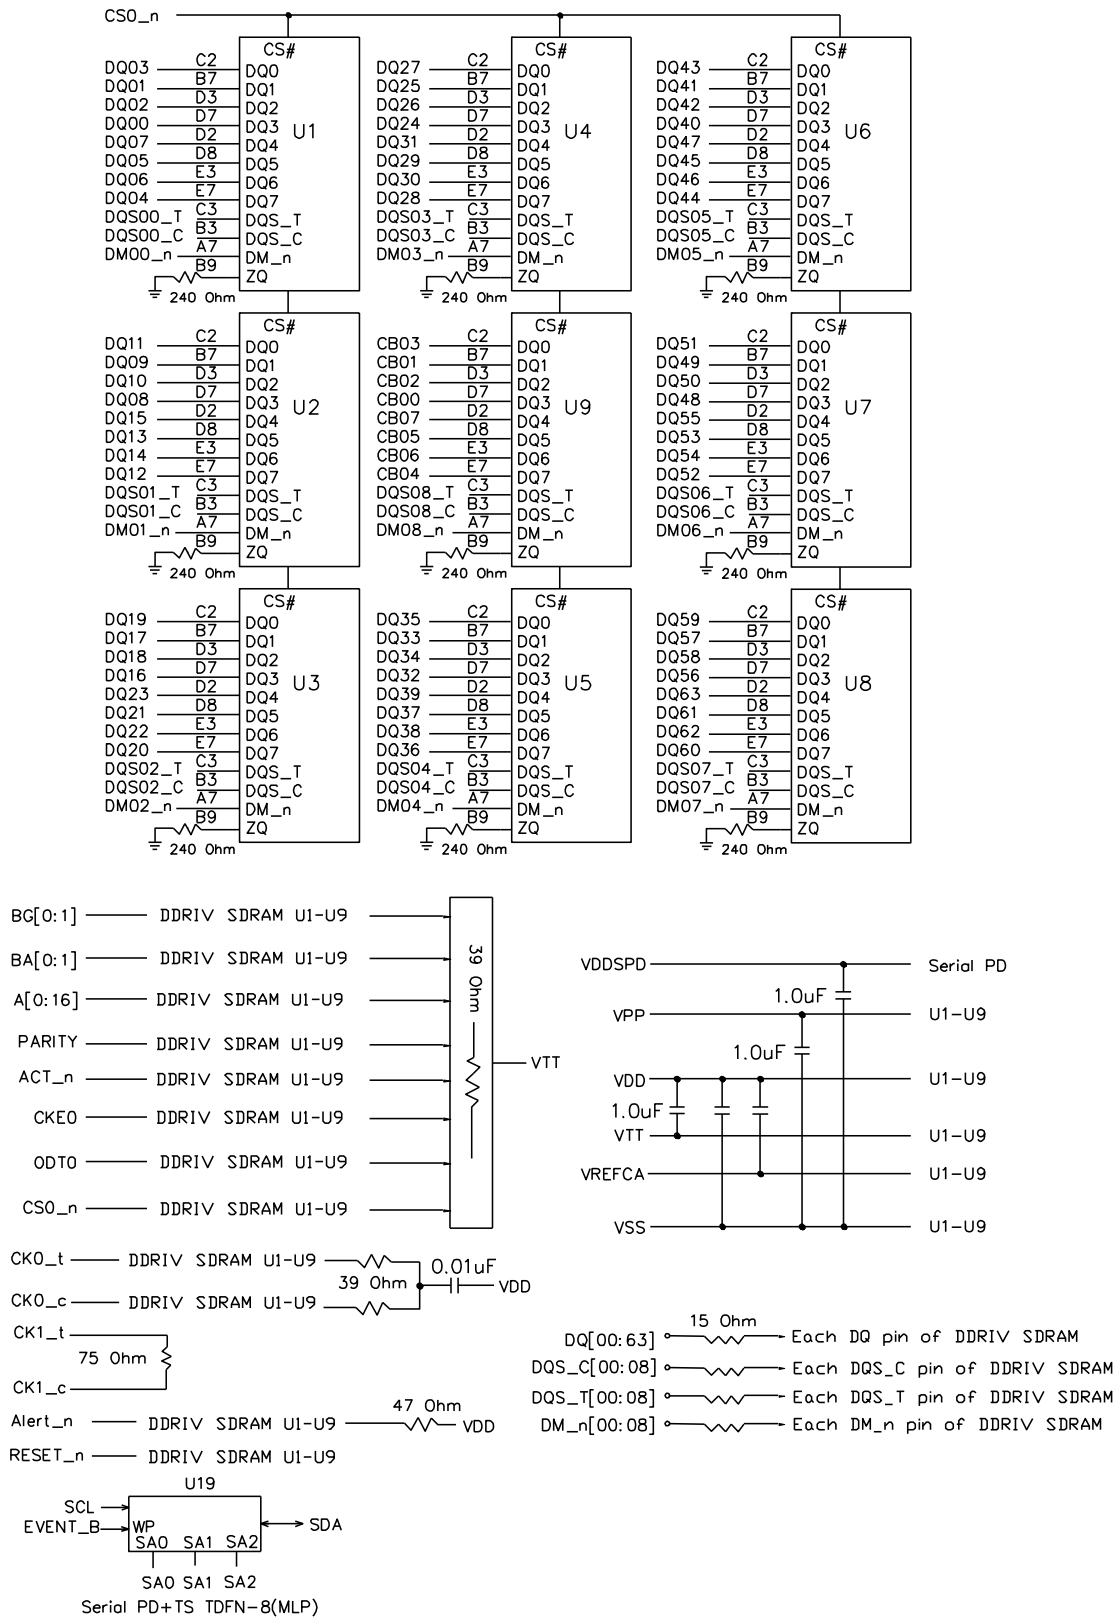 CS0_n
CS#
DQ03 C2 DQ0
DQ01 B7 DQ1
DQ02 D3 DQ2
DQ00 D7 DQ3
U1
DQ07 D2 DQ4
DQ05 D8 DQ5
DQ06 E3 DQ6
DQ04 E7 DQ7
DQS00_T C3 DQS_T
DQS00_C B3 DQS_C
DM00_n A7 DM_n
B9 ZQ
240 Ohm
CS#
DQ27 C2 DQ0
DQ25 B7 DQ1
DQ26 D3 DQ2
DQ24 D7 DQ3
U4
DQ31 D2 DQ4
DQ29 D8 DQ5
DQ30 E3 DQ6
DQ28 E7 DQ7
DQS03_T C3 DQS_T
DQS03_C B3 DQS_C
DM03_n A7 DM_n
B9 ZQ
240 Ohm
CS#
DQ43 C2 DQ0
DQ41 B7 DQ1
DQ42 D3 DQ2
DQ40 D7 DQ3
U6
DQ47 D2 DQ4
DQ45 D8 DQ5
DQ46 E3 DQ6
DQ44 E7 DQ7
DQS05_T C3 DQS_T
DQS05_C B3 DQS_C
DM05_n A7 DM_n
B9 ZQ
240 Ohm
CS#
DQ11 C2 DQ0
DQ09 B7 DQ1
DQ10 D3 DQ2
DQ08 D7 DQ3
U2
DQ15 D2 DQ4
DQ13 D8 DQ5
DQ14 E3 DQ6
DQ12 E7 DQ7
DQS01_T C3 DQS_T
DQS01_C B3 DQS_C
DM01_n A7 DM_n
B9 ZQ
240 Ohm
CS#
CB03 C2 DQ0
CB01 B7 DQ1
CB02 D3 DQ2
CB00 D7 DQ3
U9
CB07 D2 DQ4
CB05 D8 DQ5
CB06 E3 DQ6
CB04 E7 DQ7
DQS08_T C3 DQS_T
DQS08_C B3 DQS_C
DM08_n A7 DM_n
B9 ZQ
240 Ohm
CS#
DQ51 C2 DQ0
DQ49 B7 DQ1
DQ50 D3 DQ2
DQ48 D7 DQ3
U7
DQ55 D2 DQ4
DQ53 D8 DQ5
DQ54 E3 DQ6
DQ52 E7 DQ7
DQS06_T C3 DQS_T
DQS06_C B3 DQS_C
DM06_n A7 DM_n
B9 ZQ
240 Ohm
CS#
DQ19 C2 DQ0
DQ17 B7 DQ1
DQ18 D3 DQ2
DQ16 D7 DQ3
U3
DQ23 D2 DQ4
DQ21 D8 DQ5
DQ22 E3 DQ6
DQ20 E7 DQ7
DQS02_T C3 DQS_T
DQS02_C B3 DQS_C
DM02_n A7 DM_n
B9 ZQ
240 Ohm
CS#
DQ35 C2 DQ0
DQ33 B7 DQ1
DQ34 D3 DQ2
DQ32 D7 DQ3
U5
DQ39 D2 DQ4
DQ37 D8 DQ5
DQ38 E3 DQ6
DQ36 E7 DQ7
DQS04_T C3 DQS_T
DQS04_C B3 DQS_C
DM04_n A7 DM_n
B9 ZQ
240 Ohm
CS#
DQ59 C2 DQ0
DQ57 B7 DQ1
DQ58 D3 DQ2
DQ56 D7 DQ3
U8
DQ63 D2 DQ4
DQ61 D8 DQ5
DQ62 E3 DQ6
DQ60 E7 DQ7
DQS07_T C3 DQS_T
DQS07_C B3 DQS_C
DM07_n A7 DM_n
B9 ZQ
240 Ohm
BG[0:1] DDRIV SDRAM U1-U9
BA[0:1] DDRIV SDRAM U1-U9
A[0:16] DDRIV SDRAM U1-U9
PARITY DDRIV SDRAM U1-U9
ACT_n DDRIV SDRAM U1-U9
CKE0 DDRIV SDRAM U1-U9
ODT0 DDRIV SDRAM U1-U9
CS0_n DDRIV SDRAM U1-U9
39 Ohm
VTT
VDDSPD Serial PD
1.0uF
VPP U1-U9
1.0uF
VDD U1-U9
1.0uF
VTT U1-U9
VREFCA U1-U9
VSS U1-U9
CK0_t DDRIV SDRAM U1-U9
39 Ohm
0.01uF
VDD
CK0_c DDRIV SDRAM U1-U9
CK1_t
75 Ohm
CK1_c
Alert_n DDRIV SDRAM U1-U9
47 Ohm
VDD
RESET_n DDRIV SDRAM U1-U9
15 Ohm
DQ[00:63] Each DQ pin of DDRIV SDRAM
DQS_C[00:08] Each DQS_C pin of DDRIV SDRAM
DQS_T[00:08] Each DQS_T pin of DDRIV SDRAM
DM_n[00:08] Each DM_n pin of DDRIV SDRAM
U19
SCL
EVENT_B WP
SDA
SA0 SA1 SA2
SA0 SA1 SA2
Serial PD+TS TDFN-8(MLP)